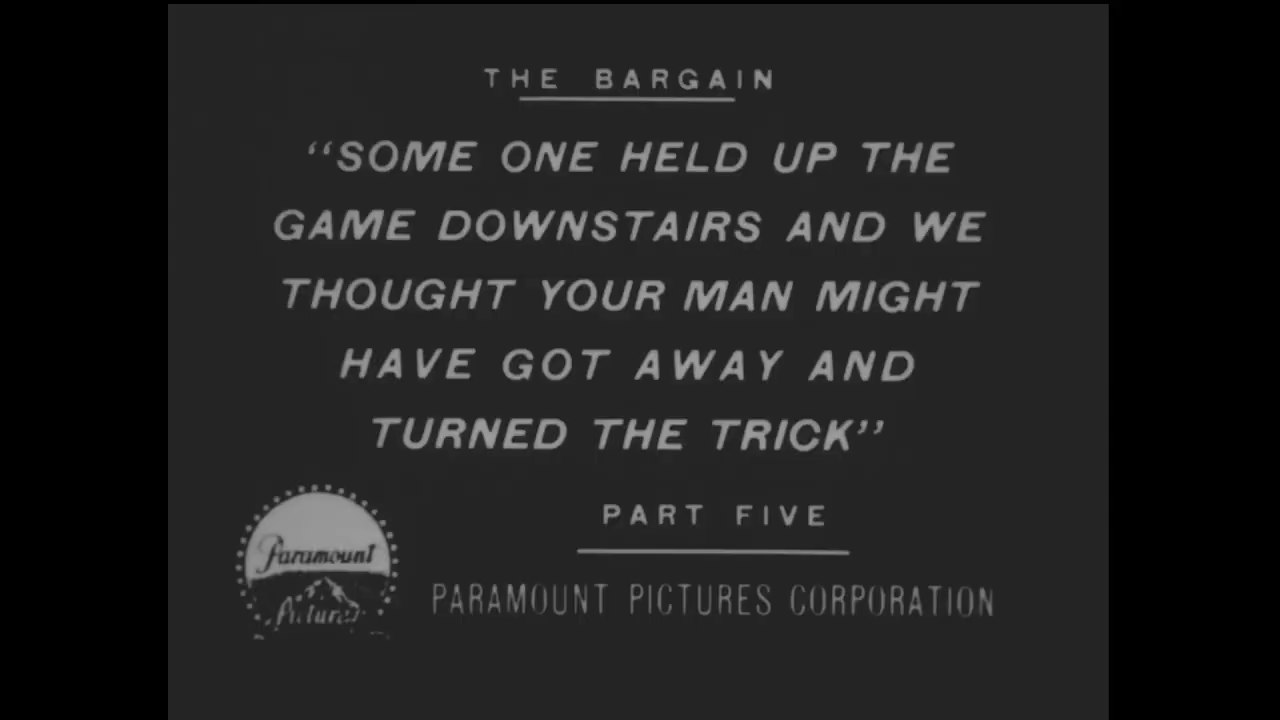 THE BARGAIN
“SOME ONE HELD UP THE
GAME DOWNSTAIRS AND WE
THOUGHT YOUR MAN MIGHT
HAVE GOT AWAY AND
TURNED THE TRICK”
PART FIVE
Paramount
Pictures
PARAMOUNT PICTURES CORPORATION